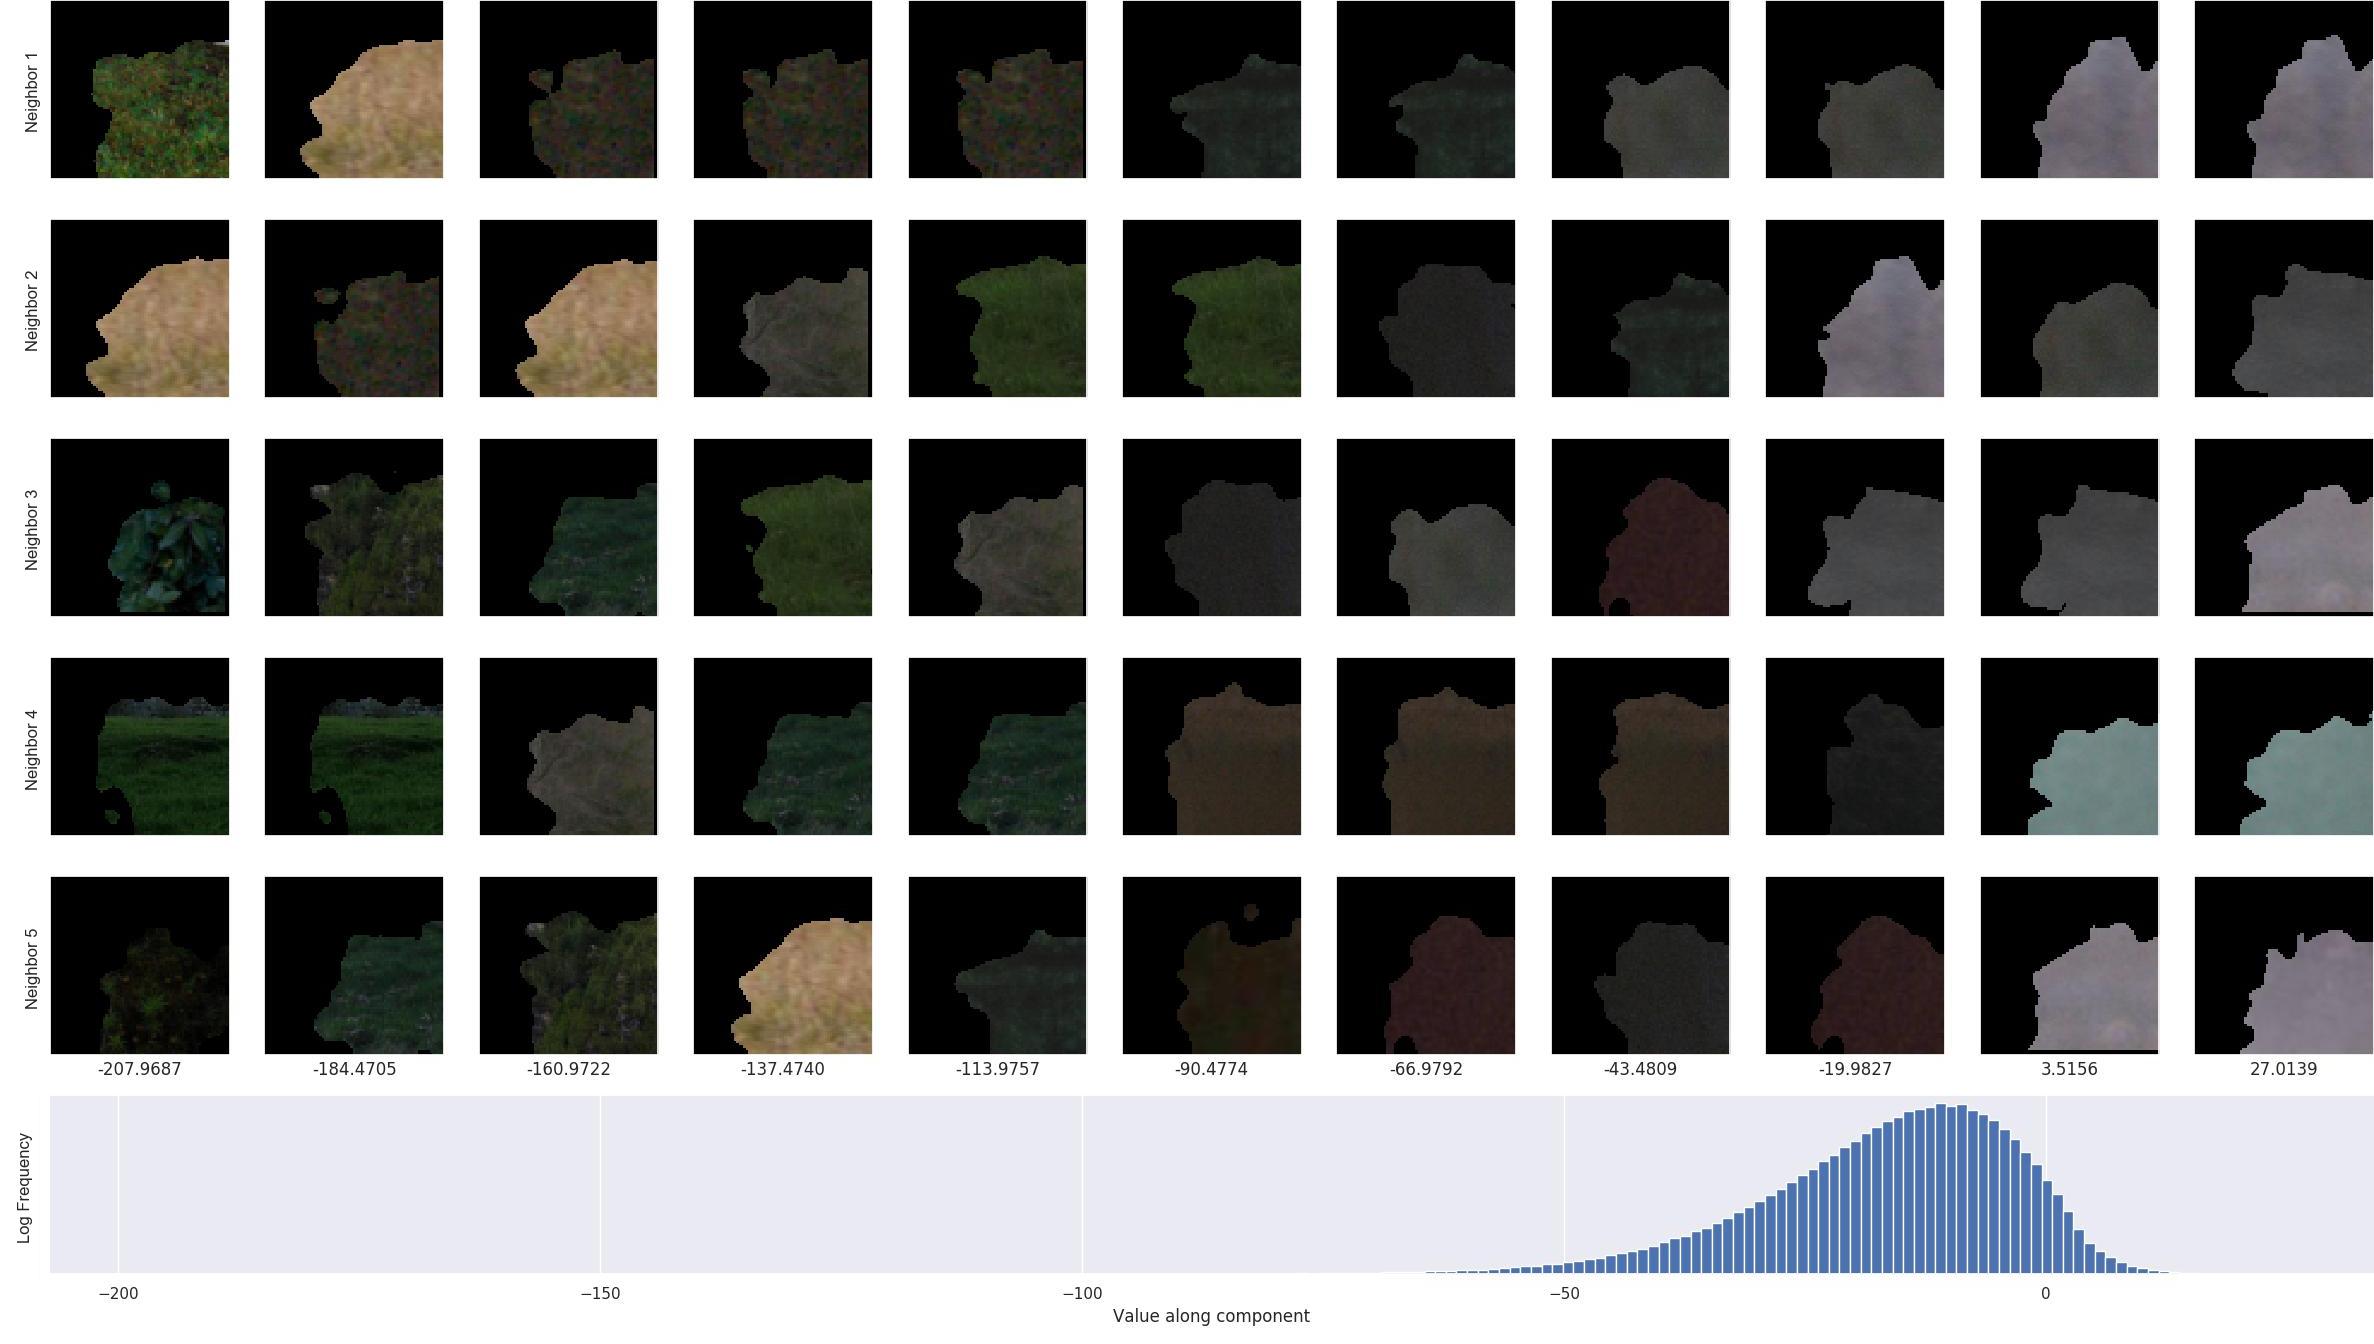 Neighbor 1
Neighbor 2
Neighbor 3
Neighbor 4
Neighbor 5
-207.9687 -184.4705 -160.9722 -137.4740 -113.9757 -90.4774 -66.9792 -43.4809 -19.9827 3.5156 27.0139
Log Frequency
−200 −150 −100 −50 0
Value along component